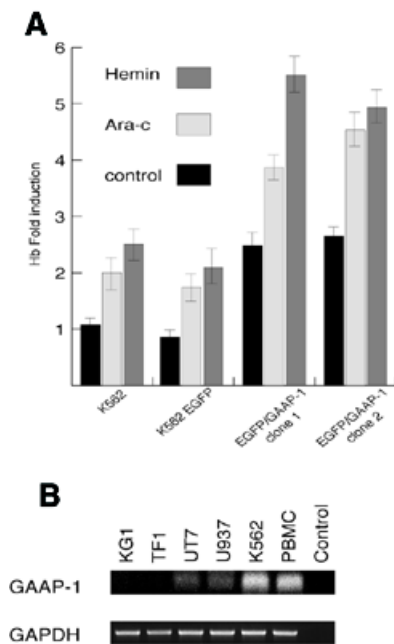 A
Hemin
Ara-c
control
Hb Fold induction
6
5
4
3
2
1
K562
K562 EGFP
EGFP/GAAP-1 clone 1
EGFP/GAAP-1 clone 2
B
KG1
TF1
UT7
U937
K562
PBMC
Control
GAAP-1
GAPDH